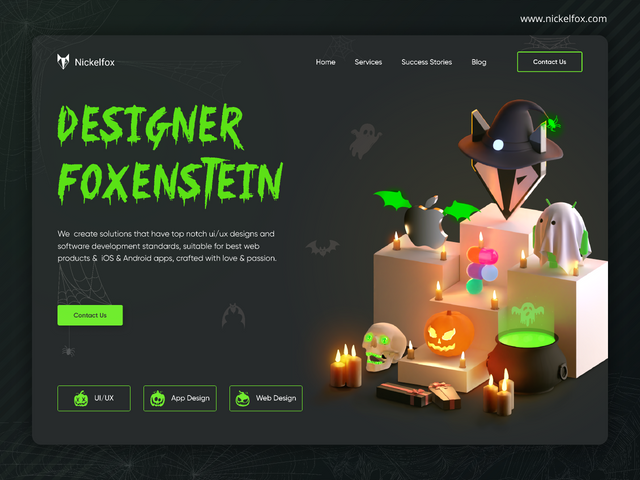 www.nickelfox.com
Nickelfox
Home
Services
Success Stories
Blog
Contact Us
DESIGNER
FOXENSTEIN
We create solutions that have top notch ui/ux designs and
software development standards, suitable for best web
products & iOS & Android apps, crafted with love & passion.
Contact Us
UI/UX
App Design
Web Design